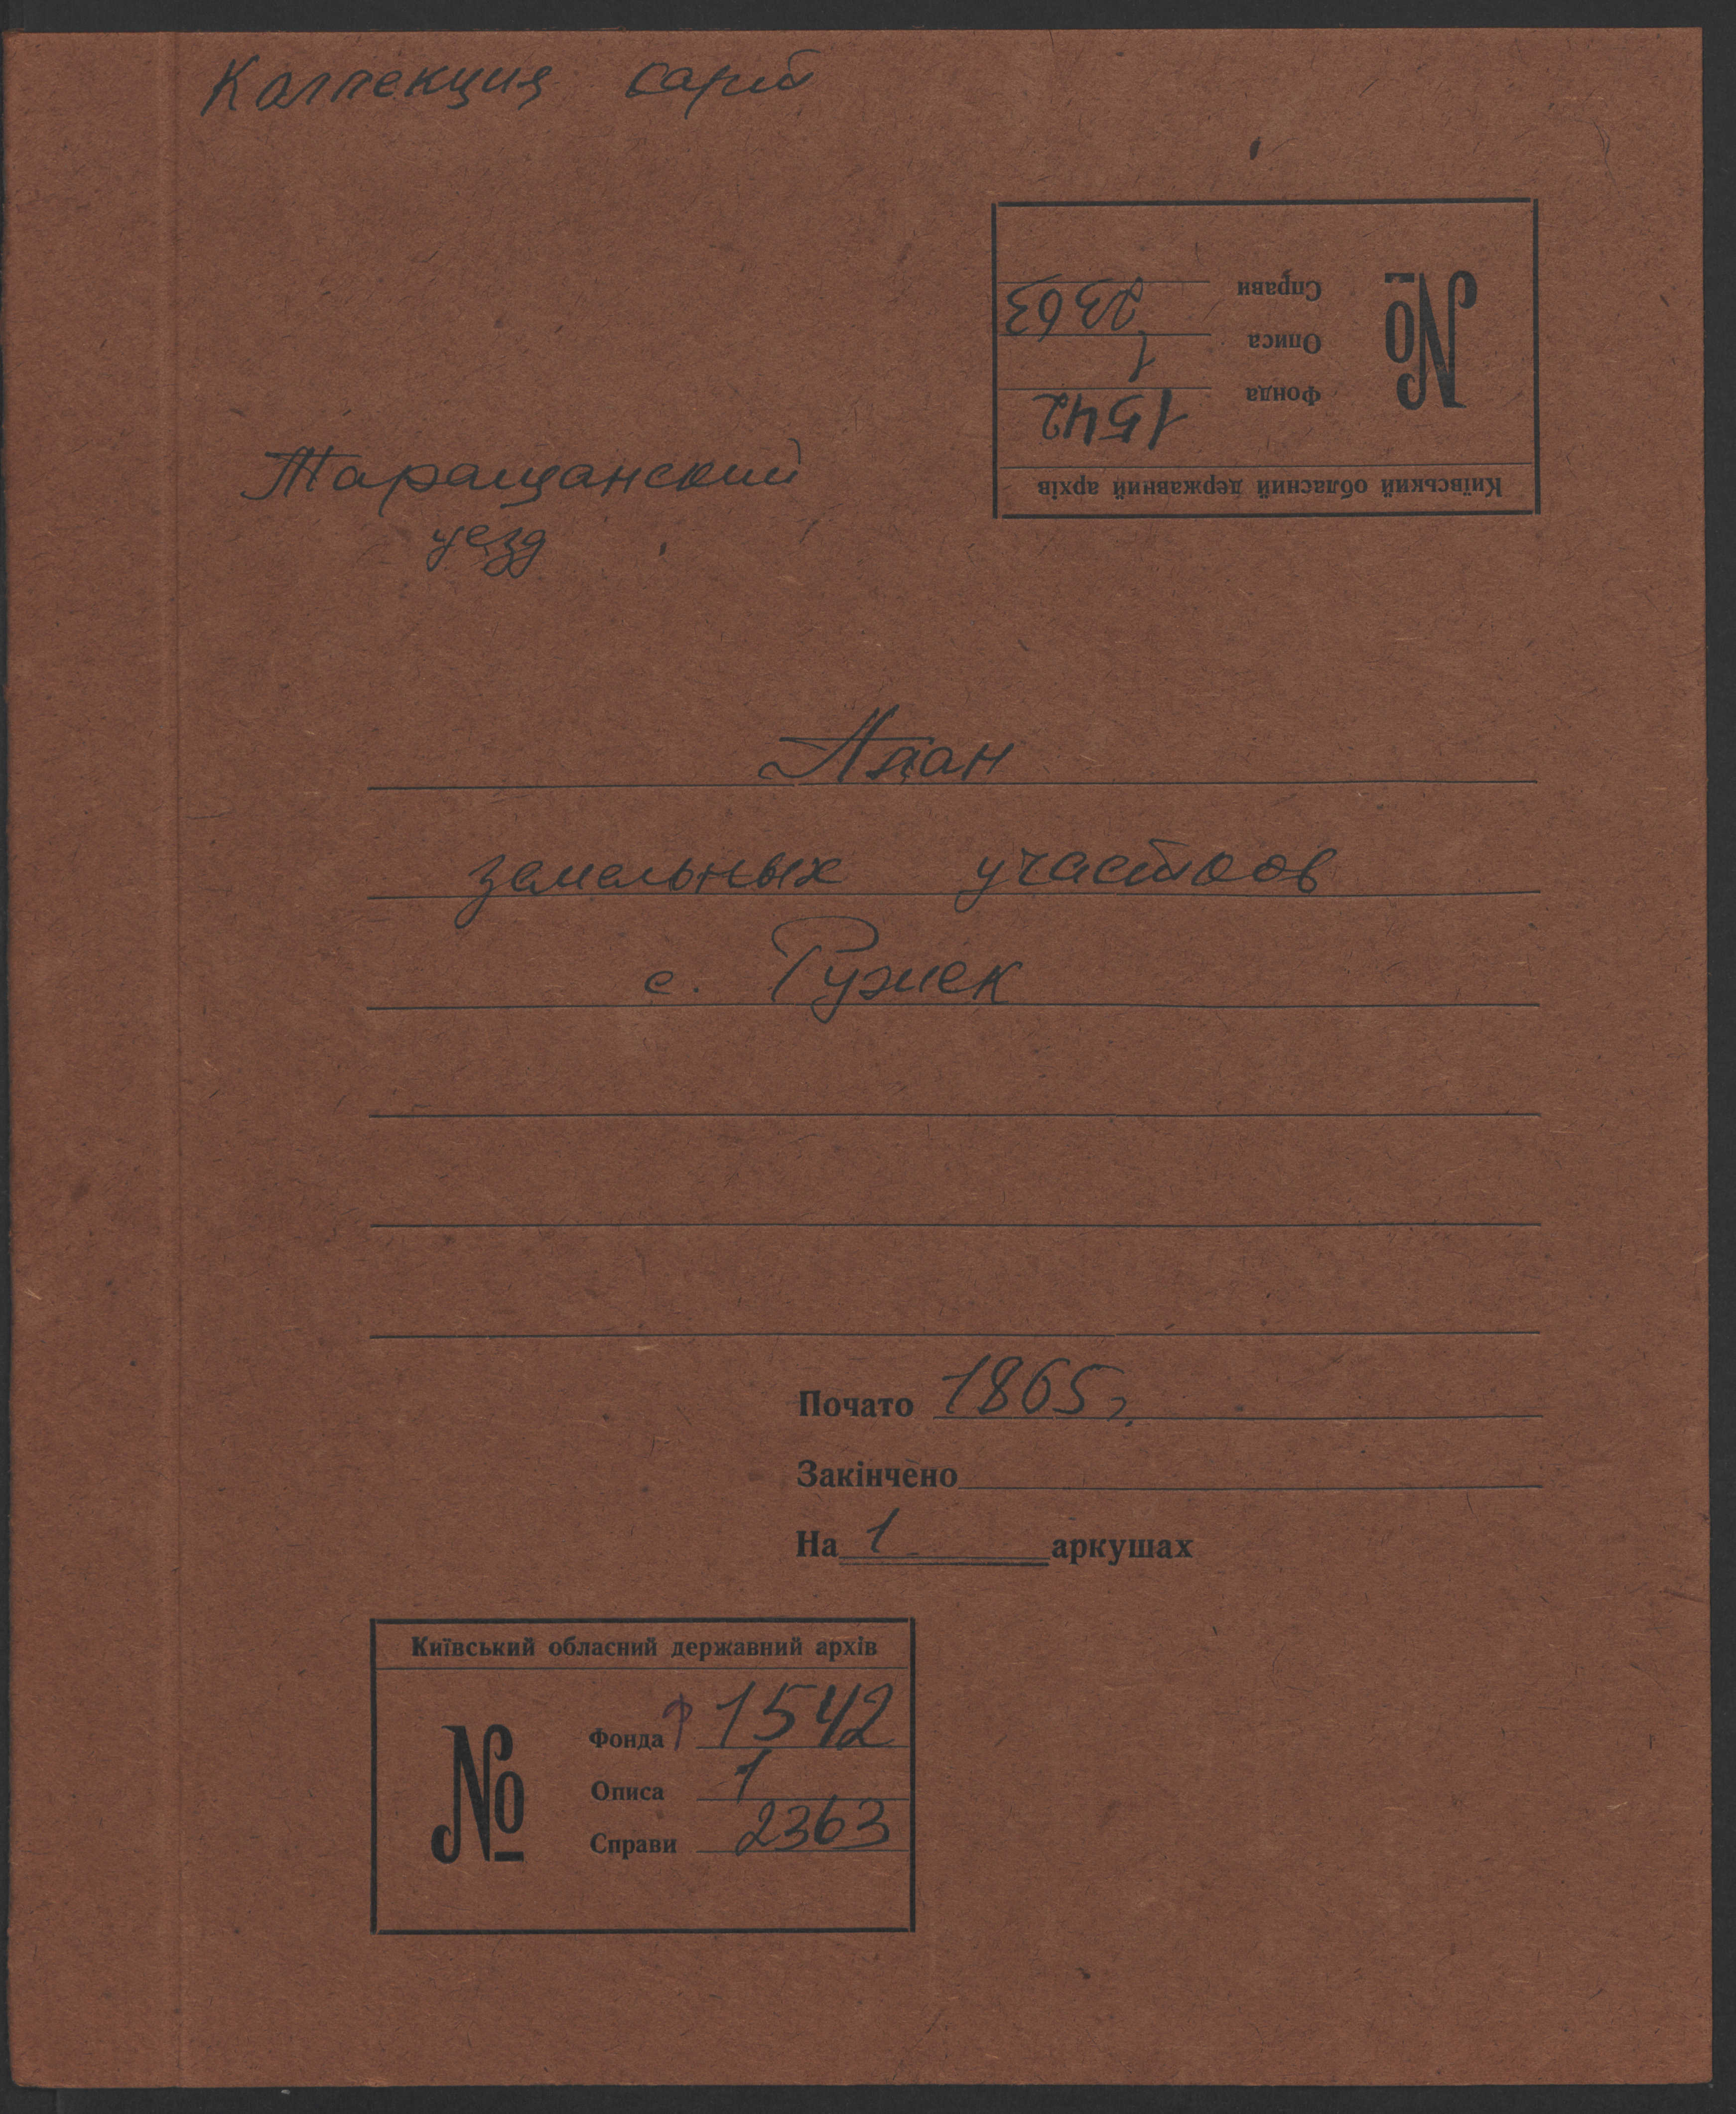 Коллекция карт
Справи 2363
Описа 1
Фонда 1542
№
Київський обласний державний архів
Таращанский
уезд
План
земельных участков
с. Ружек
Почато 1865 г.
Закінчено
На 1 аркушах
Київський обласний державний архів
№
Фонда Р 1542
Описа 1
Справи 2363